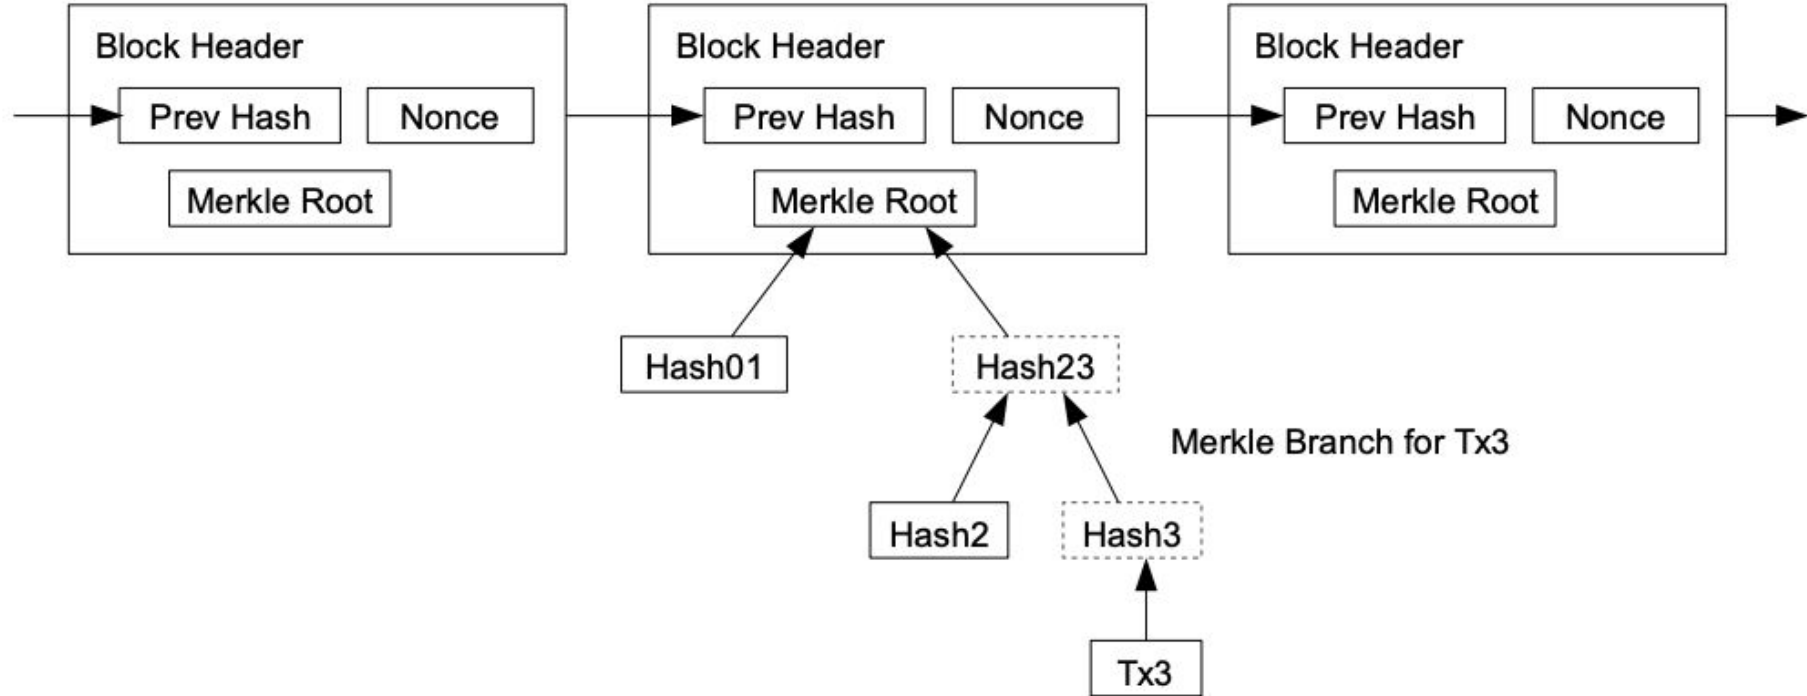 Block Header
Prev Hash
Nonce
Merkle Root
Block Header
Prev Hash
Nonce
Merkle Root
Block Header
Prev Hash
Nonce
Merkle Root
Hash01
Hash23
Merkle Branch for Tx3
Hash2
Hash3
Tx3